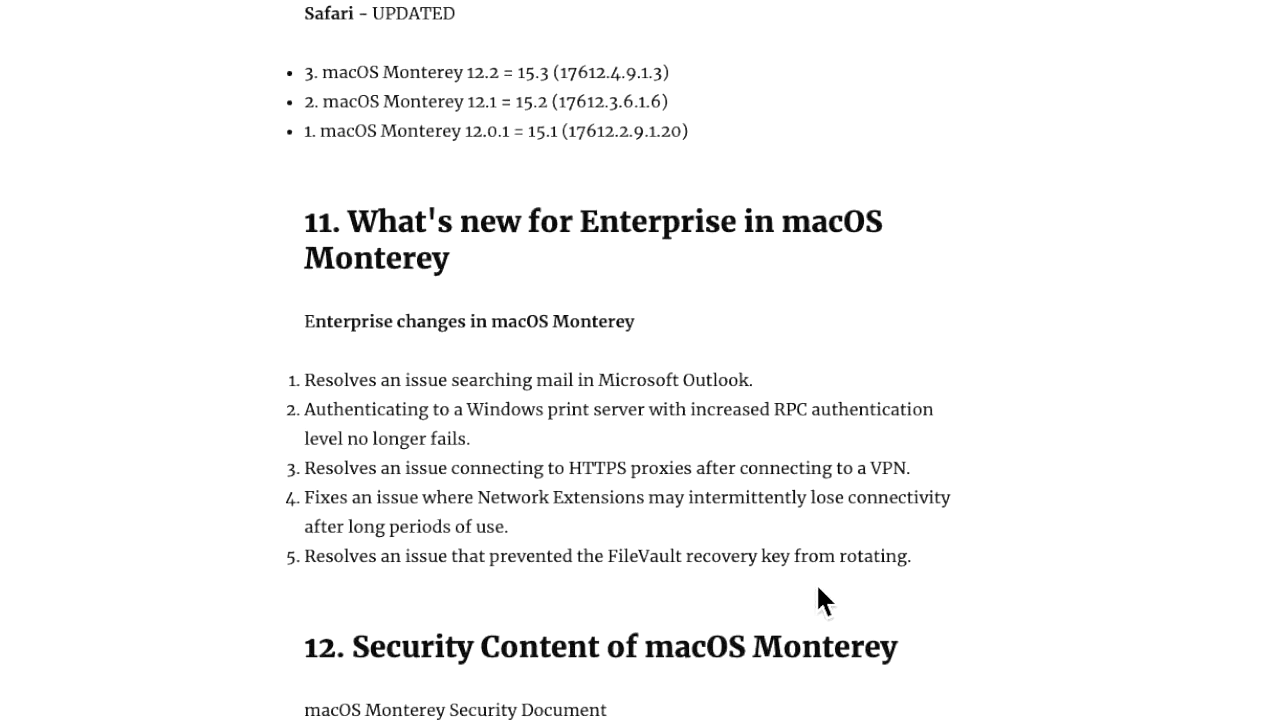 Safari - UPDATED
• 3. macOS Monterey 12.2 = 15.3 (17612.4.9.1.3)
• 2. macOS Monterey 12.1 = 15.2 (17612.3.6.1.6)
• 1. macOS Monterey 12.0.1 = 15.1 (17612.2.9.1.20)
11. What's new for Enterprise in macOS
Monterey
Enterprise changes in macOS Monterey
1. Resolves an issue searching mail in Microsoft Outlook.
2. Authenticating to a Windows print server with increased RPC authentication
level no longer fails.
3. Resolves an issue connecting to HTTPS proxies after connecting to a VPN.
4. Fixes an issue where Network Extensions may intermittently lose connectivity
after long periods of use.
5. Resolves an issue that prevented the FileVault recovery key from rotating.
12. Security Content of macOS Monterey
macOS Monterey Security Document